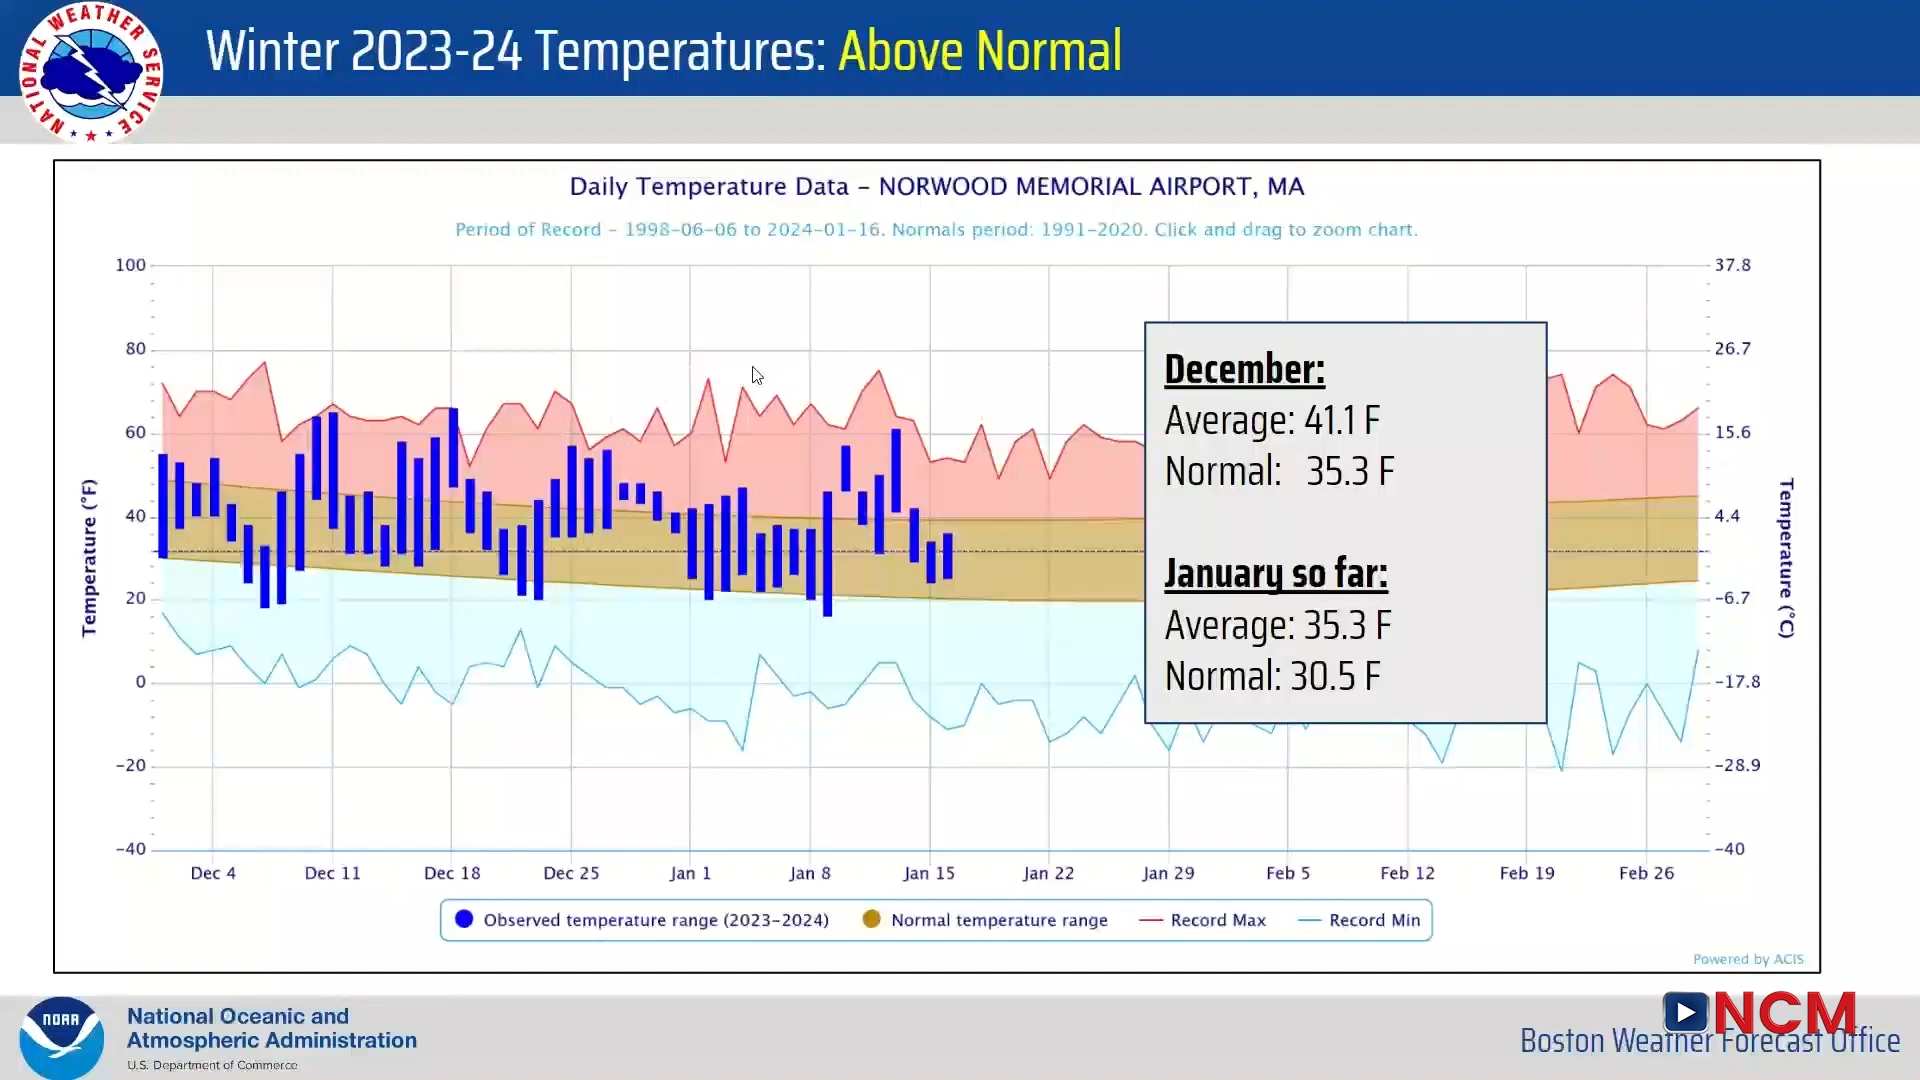 NATIONAL WEATHER SERVICE
Winter 2023-24 Temperatures: Above Normal
Daily Temperature Data – NORWOOD MEMORIAL AIRPORT, MA
Period of Record – 1998-06-06 to 2024-01-16. Normals period: 1991-2020. Click and drag to zoom chart.
100
80
60
40
20
0
-20
-40
Temperature (°F)
37.8
26.7
15.6
4.4
-6.7
-17.8
-28.9
-40
Temperature (°C)
December:
Average: 41.1 F
Normal: 35.3 F
January so far:
Average: 35.3 F
Normal: 30.5 F
Dec 4 Dec 11 Dec 18 Dec 25 Jan 1 Jan 8 Jan 15 Jan 22 Jan 29 Feb 5 Feb 12 Feb 19 Feb 26
Observed temperature range (2023-2024) Normal temperature range Record Max Record Min
Powered by ACIS
NOAA
National Oceanic and
Atmospheric Administration
U.S. Department of Commerce
NCM
Boston Weather Forecast Office